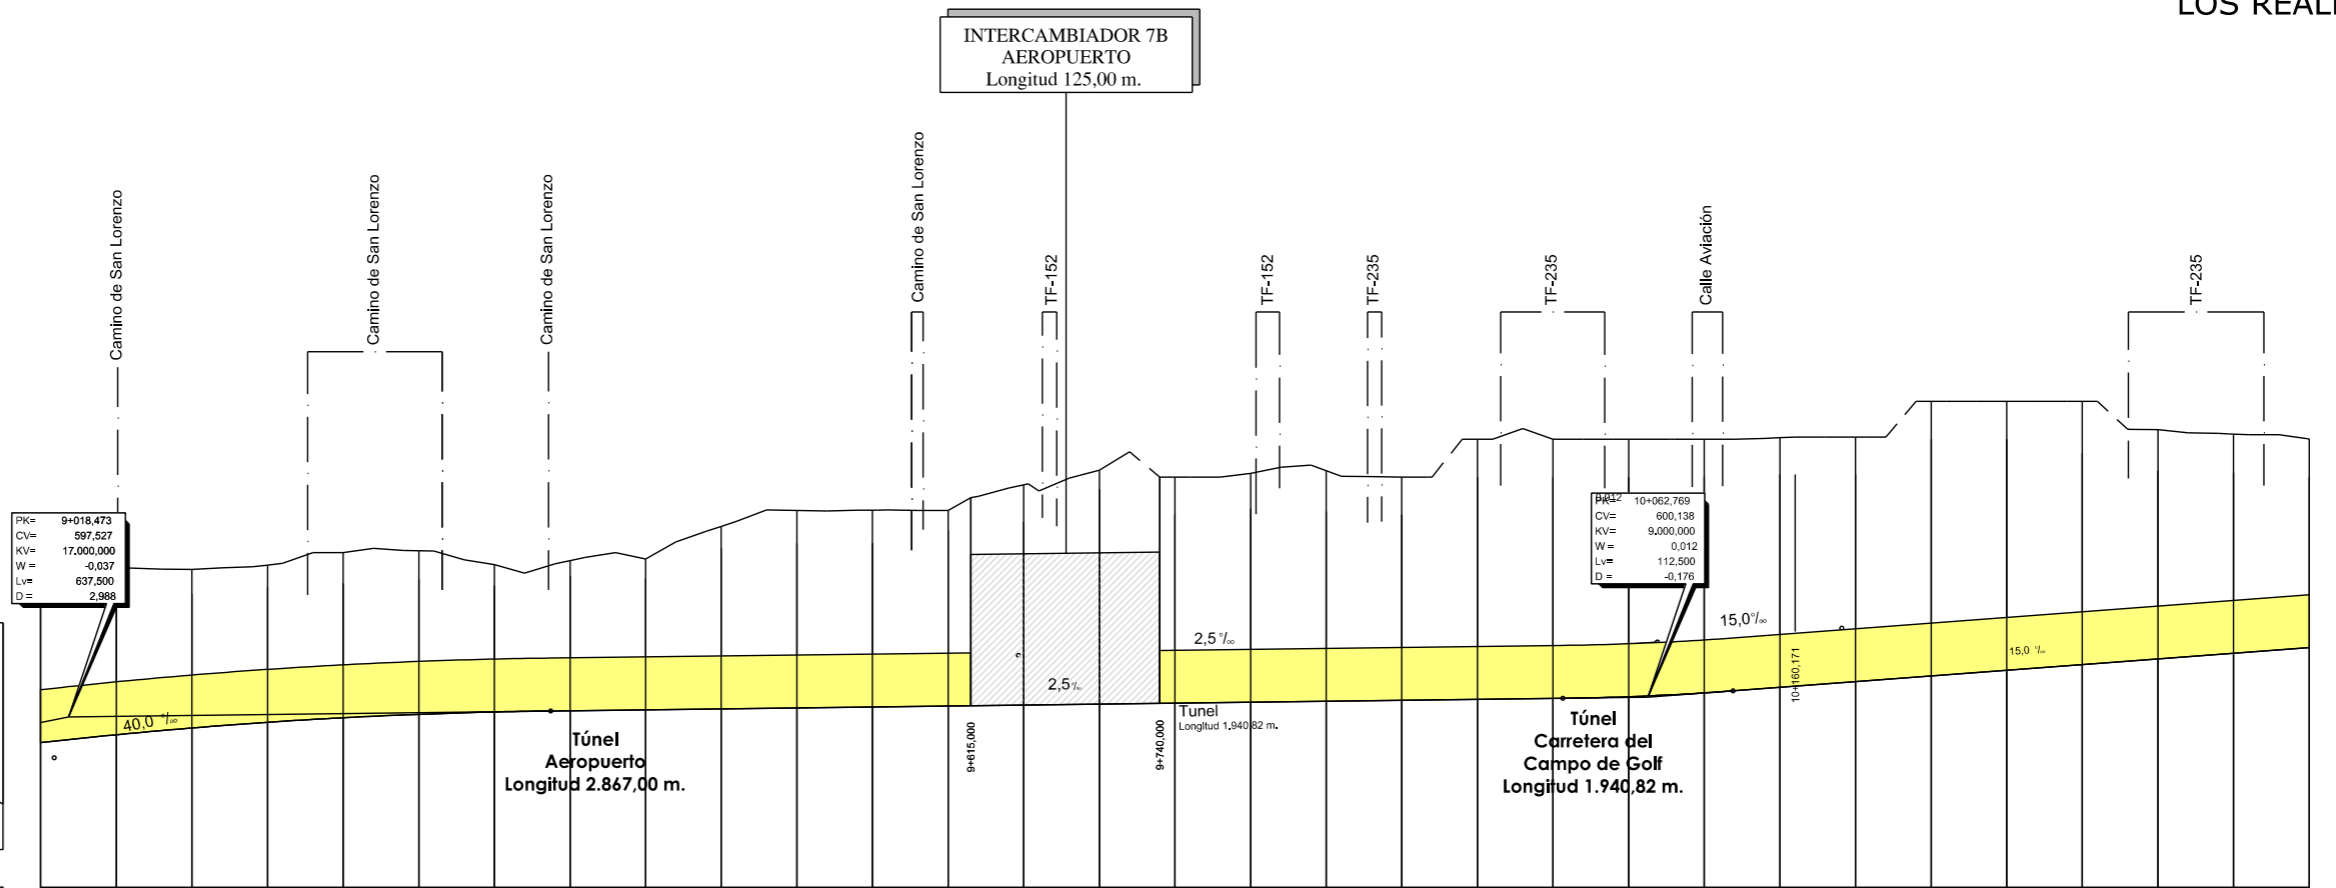 LOS REAL
INTERCAMBIADOR 7B
AEROPUERTO
Longitud 125,00 m.
Camino de San Lorenzo
Camino de San Lorenzo
Camino de San Lorenzo
Camino de San Lorenzo
TF-152
TF-152
TF-235
TF-235
Calle Aviación
TF-235
PK= 9+018,473
CV= 597,527
KV= 17.000,000
W = -0,037
Lv= 637,500
D = 2,988
PK= 10+062,769
CV= 600,138
KV= 9.000,000
W = 0,012
Lv= 112,500
D = -0,176
40,0 °/∞
2,5°/∞
2,5 °/∞
15,0°/∞
15,0 °/∞
10+160,171
9+615,000
9+740,000
Tunel
Longitud 1.940,82 m.
Túnel
Aeropuerto
Longitud 2.867,00 m.
Túnel
Carretera del
Campo de Golf
Longitud 1.940,82 m.